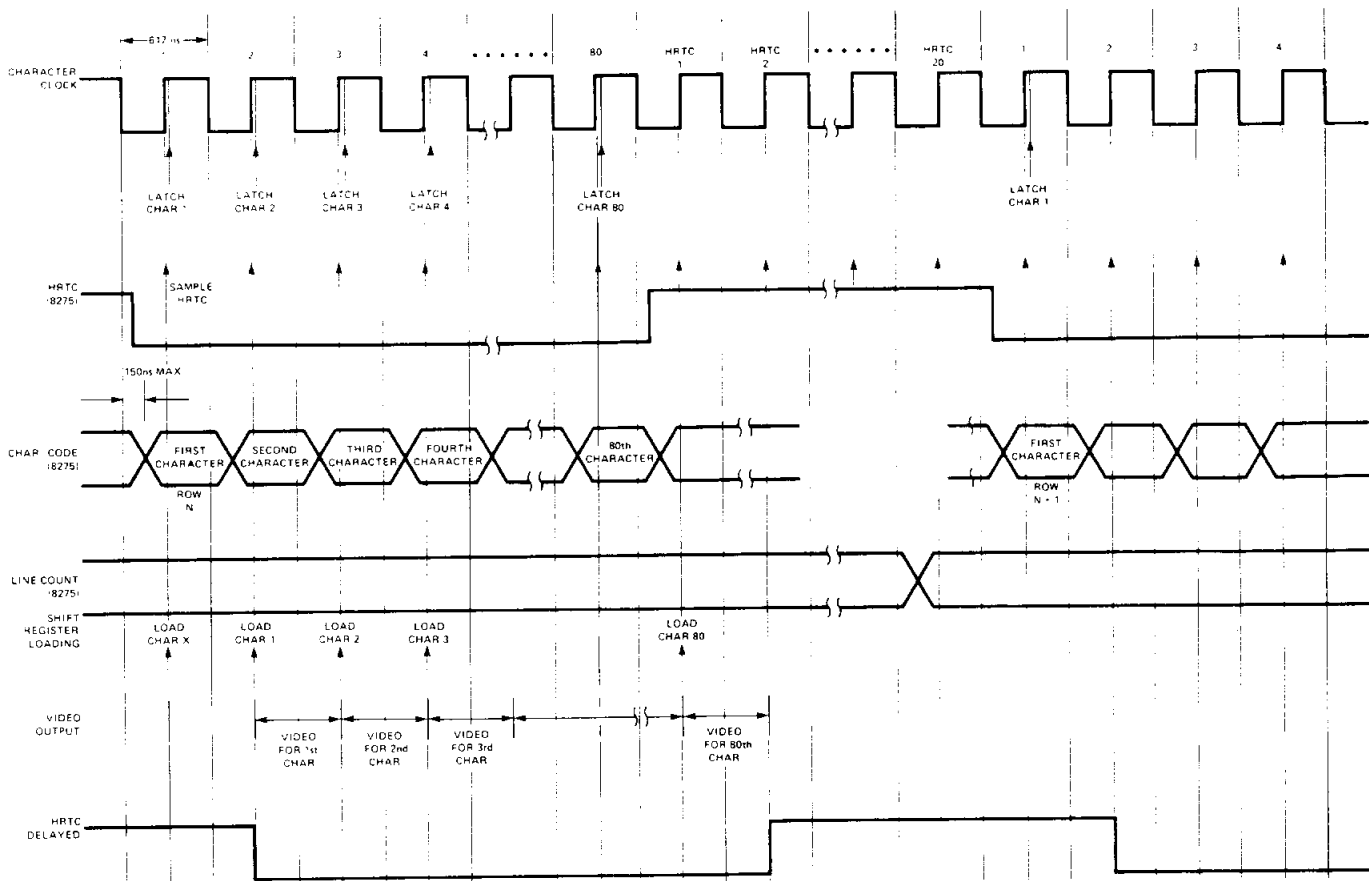 617 ns
1
2
3
4
80
HRTC
1
HRTC
2
HRTC
20
1
2
3
4
CHARACTER
CLOCK
LATCH
CHAR 1
LATCH
CHAR 2
LATCH
CHAR 3
LATCH
CHAR 4
LATCH
CHAR 80
LATCH
CHAR 1
HRTC
(8275)
SAMPLE
HRTC
150ns MAX
CHAR CODE
(8275)
FIRST
CHARACTER
SECOND
CHARACTER
THIRD
CHARACTER
FOURTH
CHARACTER
80th
CHARACTER
FIRST
CHARACTER
ROW
N
ROW
N + 1
LINE COUNT
(8275)
SHIFT
REGISTER
LOADING
LOAD
CHAR X
LOAD
CHAR 1
LOAD
CHAR 2
LOAD
CHAR 3
LOAD
CHAR 80
VIDEO
OUTPUT
VIDEO
FOR 1st
CHAR
VIDEO
FOR 2nd
CHAR
VIDEO
FOR 3rd
CHAR
VIDEO
FOR 80th
CHAR
HRTC
DELAYED